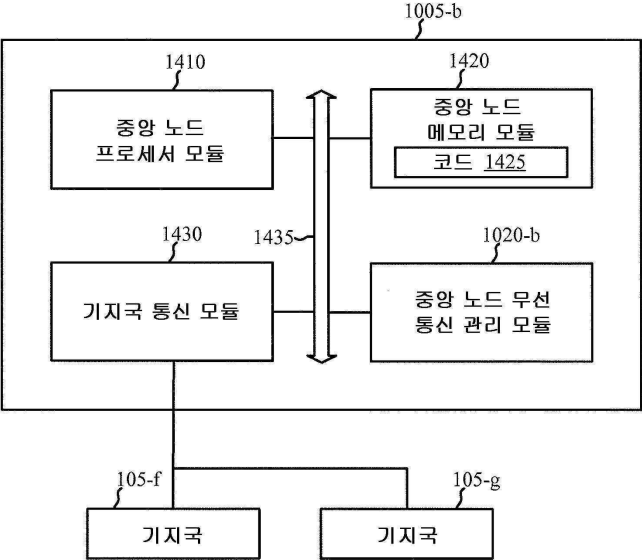 1005-b
1410
중앙 노드
프로세서 모듈
1420
중앙 노드
메모리 모듈
코드 1425
1435
1430
기지국 통신 모듈
1020-b
중앙 노드 무선
통신 관리 모듈
105-f
기지국
105-g
기지국